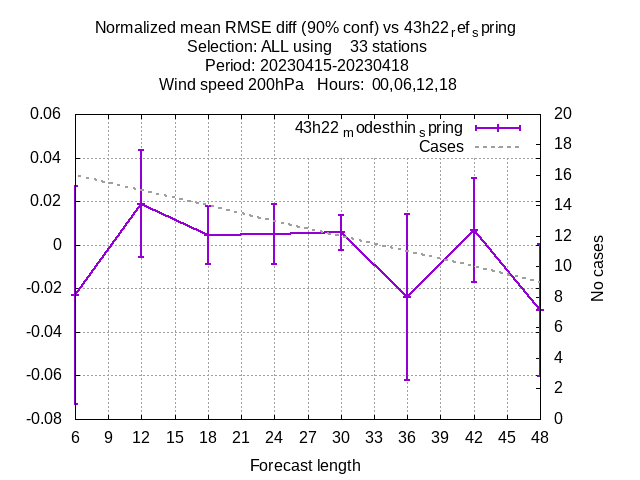 Normalized mean RMSE diff (90% conf) vs 43h22refspring
Selection: ALL using 33 stations
Period: 20230415-20230418
Wind speed 200hPa Hours: 00,06,12,18
43h22modesthinspring
Cases
0.06
0.04
0.02
0
-0.02
-0.04
-0.06
-0.08
20
18
16
14
12
10
8
6
4
2
0
No cases
6 9 12 15 18 21 24 27 30 33 36 39 42 45 48
Forecast length